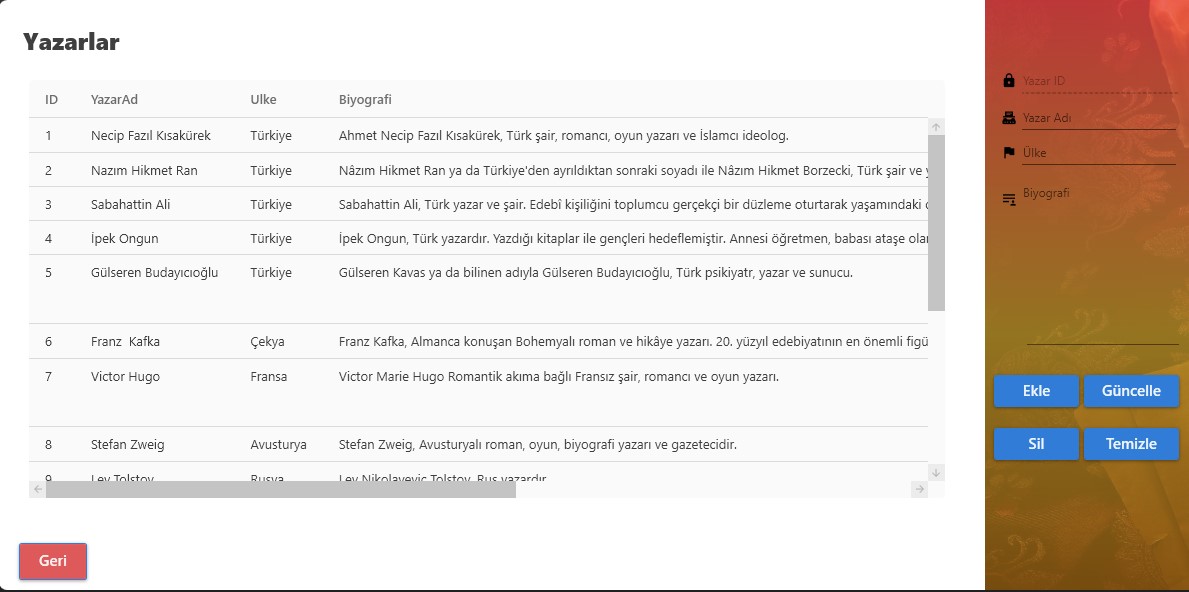 Yazarlar
ID YazarAd Ulke Biyografi
1 Necip Fazıl Kısakürek Türkiye Ahmet Necip Fazıl Kısakürek, Türk şair, romancı, oyun yazarı ve İslamcı ideolog.
2 Nazım Hikmet Ran Türkiye Nâzım Hikmet Ran ya da Türkiye'den ayrıldıktan sonraki soyadı ile Nâzım Hikmet Borzecki, Türk şair ve
3 Sabahattin Ali Türkiye Sabahattin Ali, Türk yazar ve şair. Edebî kişiliğini toplumcu gerçekçi bir düzleme oturtarak yaşamındaki
4 İpek Ongun Türkiye İpek Ongun, Türk yazardır. Yazdığı kitaplar ile gençleri hedeflemiştir. Annesi öğretmen, babası ataşe
5 Gülseren Budayıcıoğlu Türkiye Gülseren Kavas ya da bilinen adıyla Gülseren Budayıcıoğlu, Türk psikiyatr, yazar ve sunucu.
6 Franz Kafka Çekya Franz Kafka, Almanca konuşan Bohemyalı roman ve hikâye yazarı. 20. yüzyıl edebiyatının en önemli figü
7 Victor Hugo Fransa Victor Marie Hugo Romantik akıma bağlı Fransız şair, romancı ve oyun yazarı.
8 Stefan Zweig Avusturya Stefan Zweig, Avusturyalı roman, oyun, biyografi yazarı ve gazetecidir.
9 Lev Tolstoy Rusya Lev Nikolayeviç Tolstoy, Rus yazardır
Geri
Yazar ID
Yazar Adı
Ülke
Biyografi
Ekle Güncelle
Sil Temizle